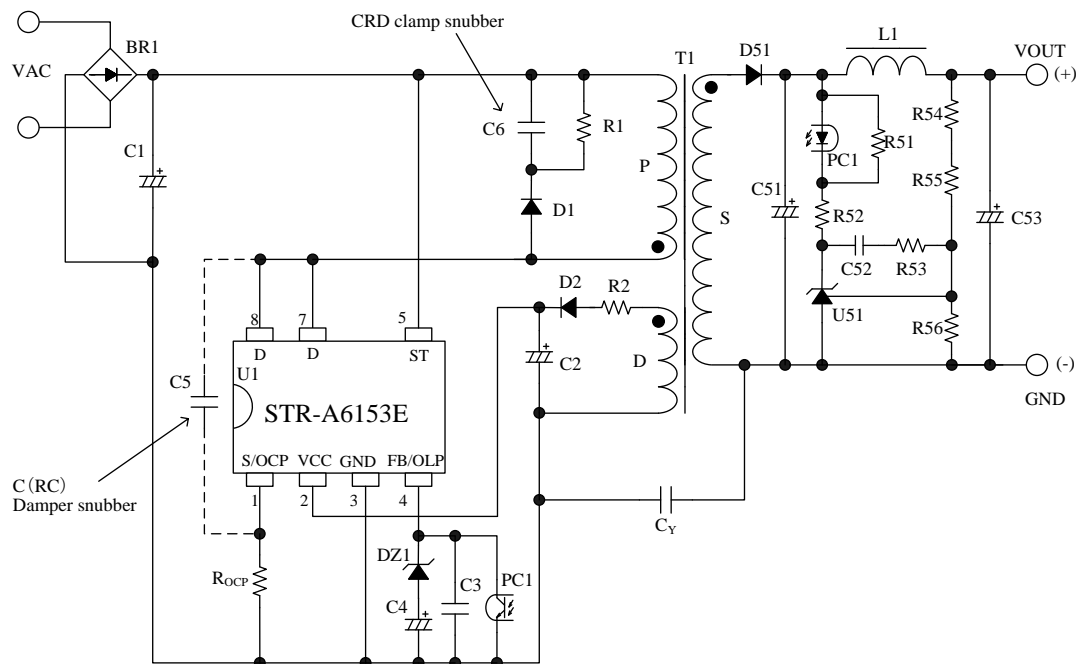 CRD clamp snubber
VAC
BR1
C1
C6
R1
D1
P
T1
D51
L1
VOUT
(+)
R54
R51
PC1
R55
C51
S
R52
C53
C52
R53
U51
R56
(-)
GND
D2
R2
C2
D
8
7
5
D
D
ST
U1
C5
STR-A6153E
S/OCP
VCC
GND
FB/OLP
1
2
3
4
C(RC)
Damper snubber
CY
ROCP
DZ1
C4
C3
PC1